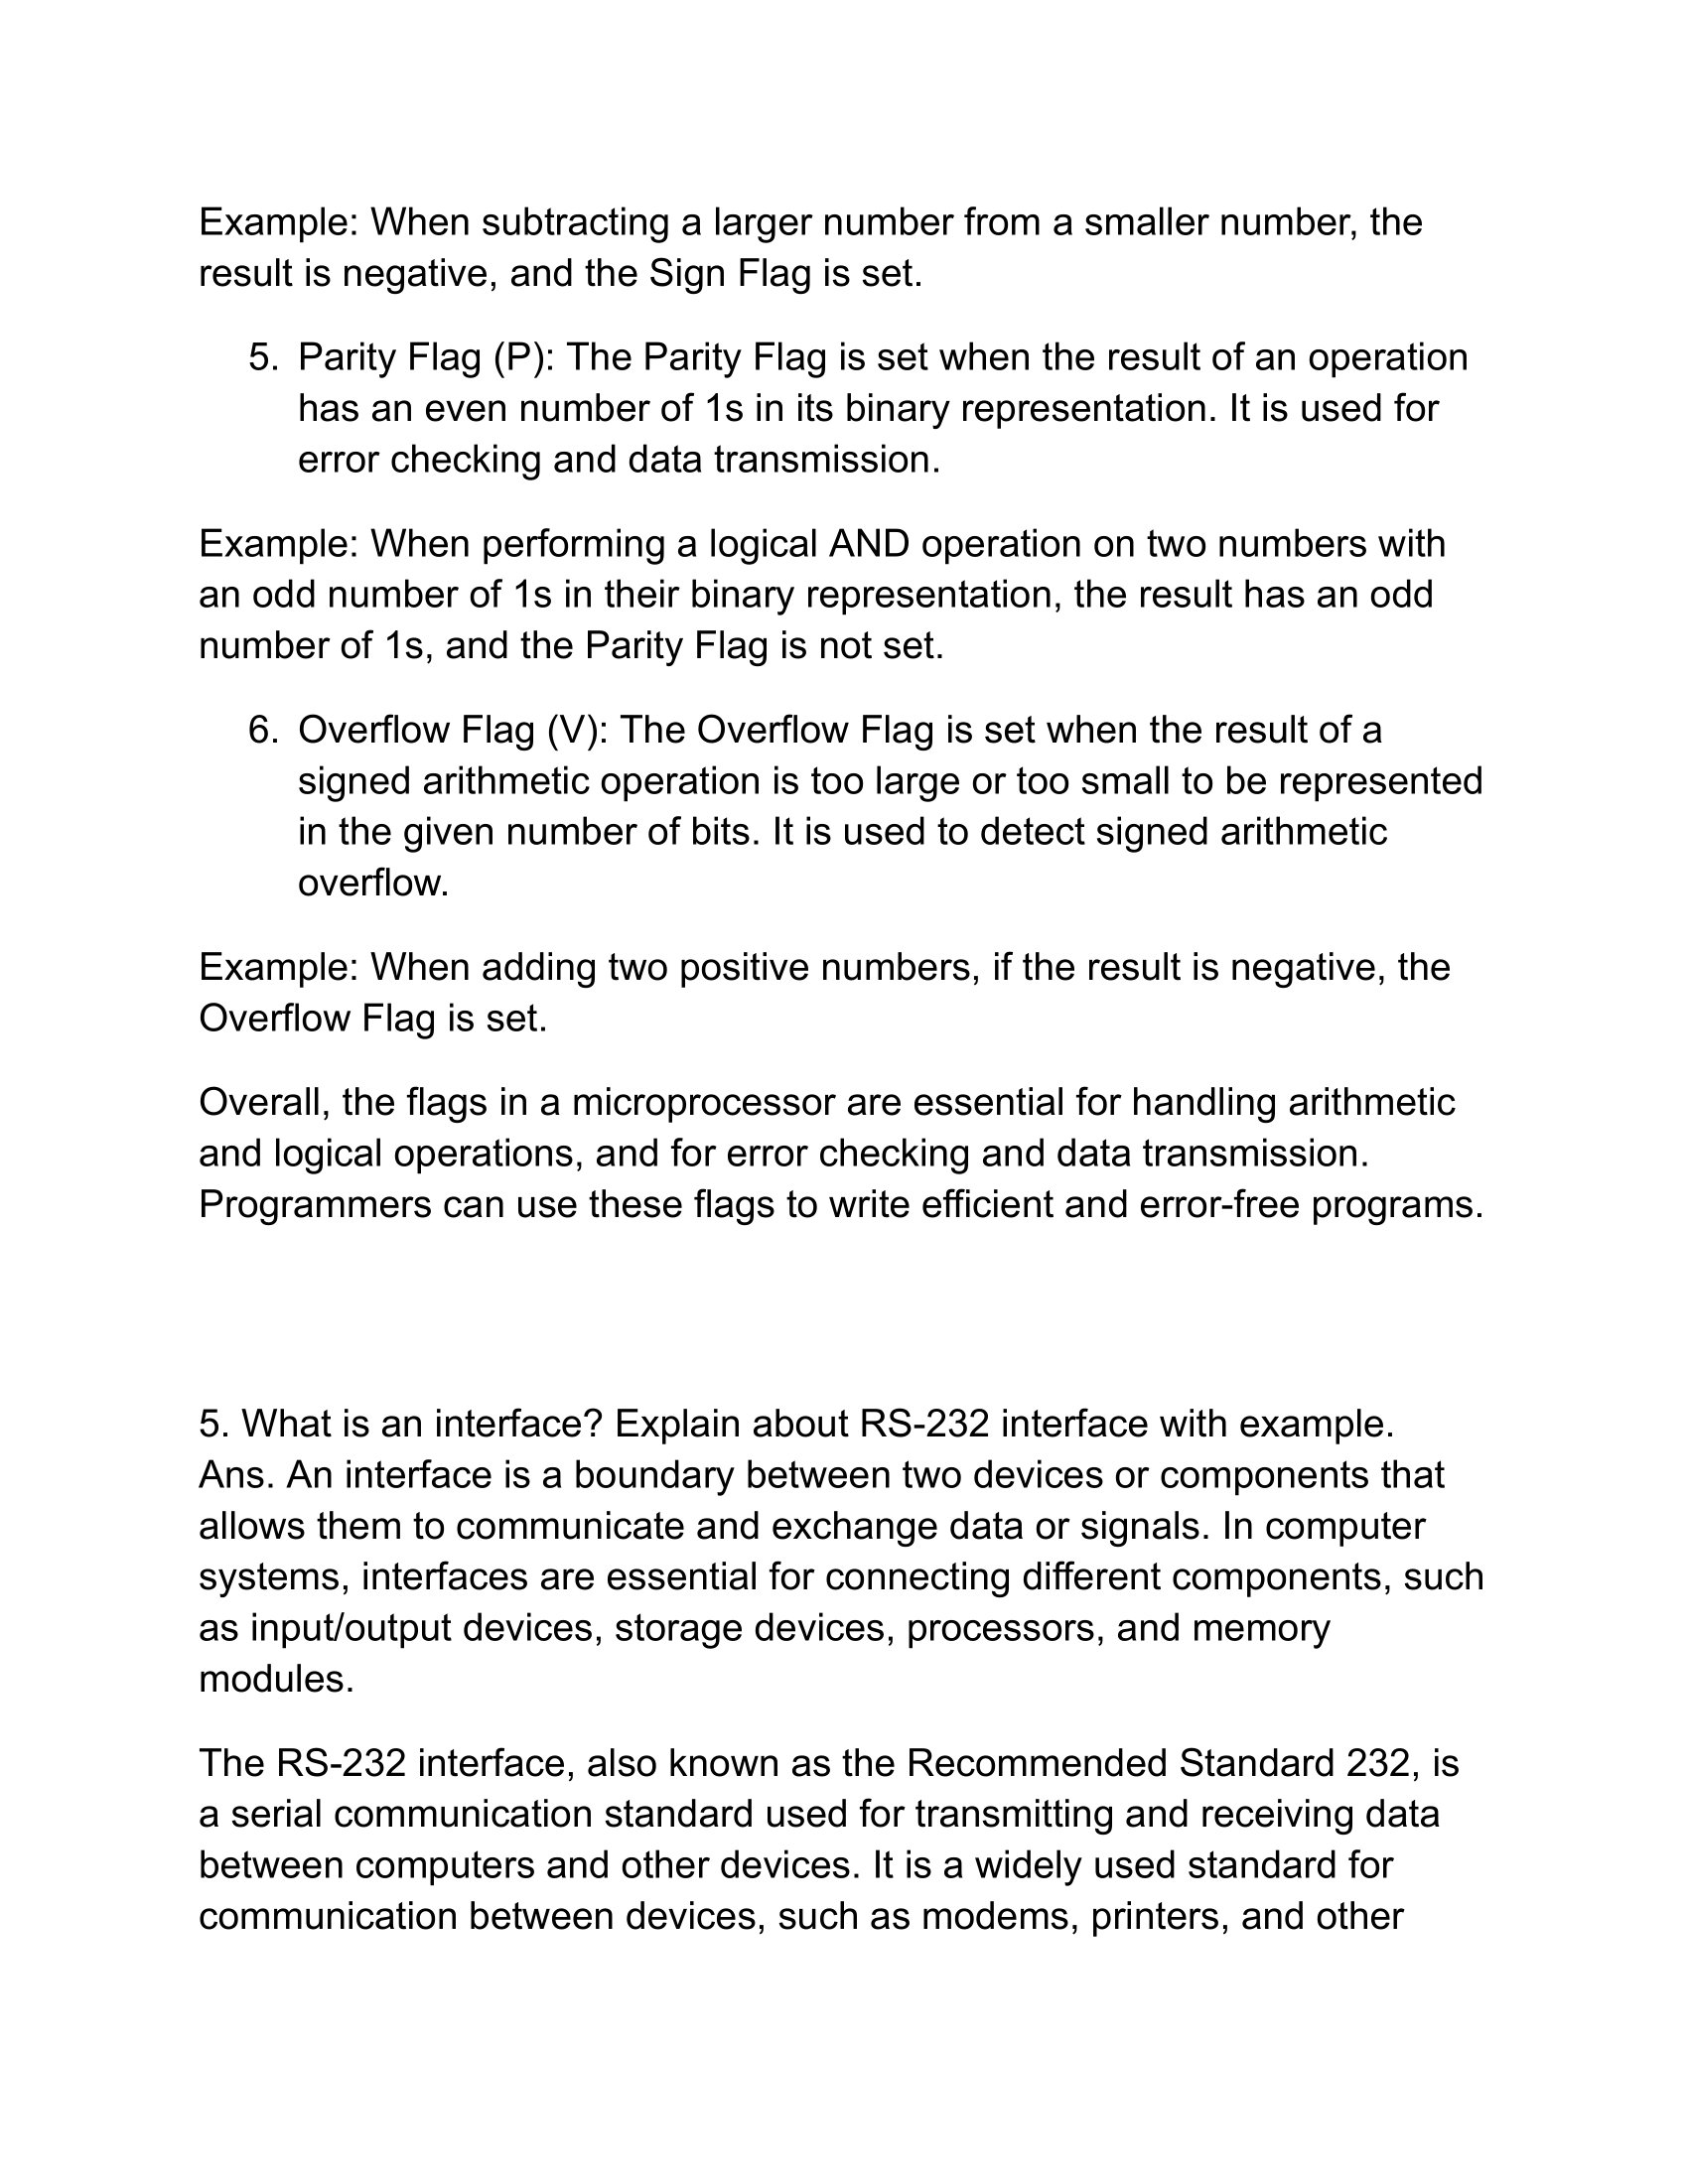 Example: When subtracting a larger number from a smaller number, the
result is negative, and the Sign Flag is set.
5. Parity Flag (P): The Parity Flag is set when the result of an operation
has an even number of 1s in its binary representation. It is used for
error checking and data transmission.
Example: When performing a logical AND operation on two numbers with
an odd number of 1s in their binary representation, the result has an odd
number of 1s, and the Parity Flag is not set.
6. Overflow Flag (V): The Overflow Flag is set when the result of a
signed arithmetic operation is too large or too small to be represented
in the given number of bits. It is used to detect signed arithmetic
overflow.
Example: When adding two positive numbers, if the result is negative, the
Overflow Flag is set.
Overall, the flags in a microprocessor are essential for handling arithmetic
and logical operations, and for error checking and data transmission.
Programmers can use these flags to write efficient and error-free programs.
5. What is an interface? Explain about RS-232 interface with example.
Ans. An interface is a boundary between two devices or components that
allows them to communicate and exchange data or signals. In computer
systems, interfaces are essential for connecting different components, such
as input/output devices, storage devices, processors, and memory
modules.
The RS-232 interface, also known as the Recommended Standard 232, is
a serial communication standard used for transmitting and receiving data
between computers and other devices. It is a widely used standard for
communication between devices, such as modems, printers, and other